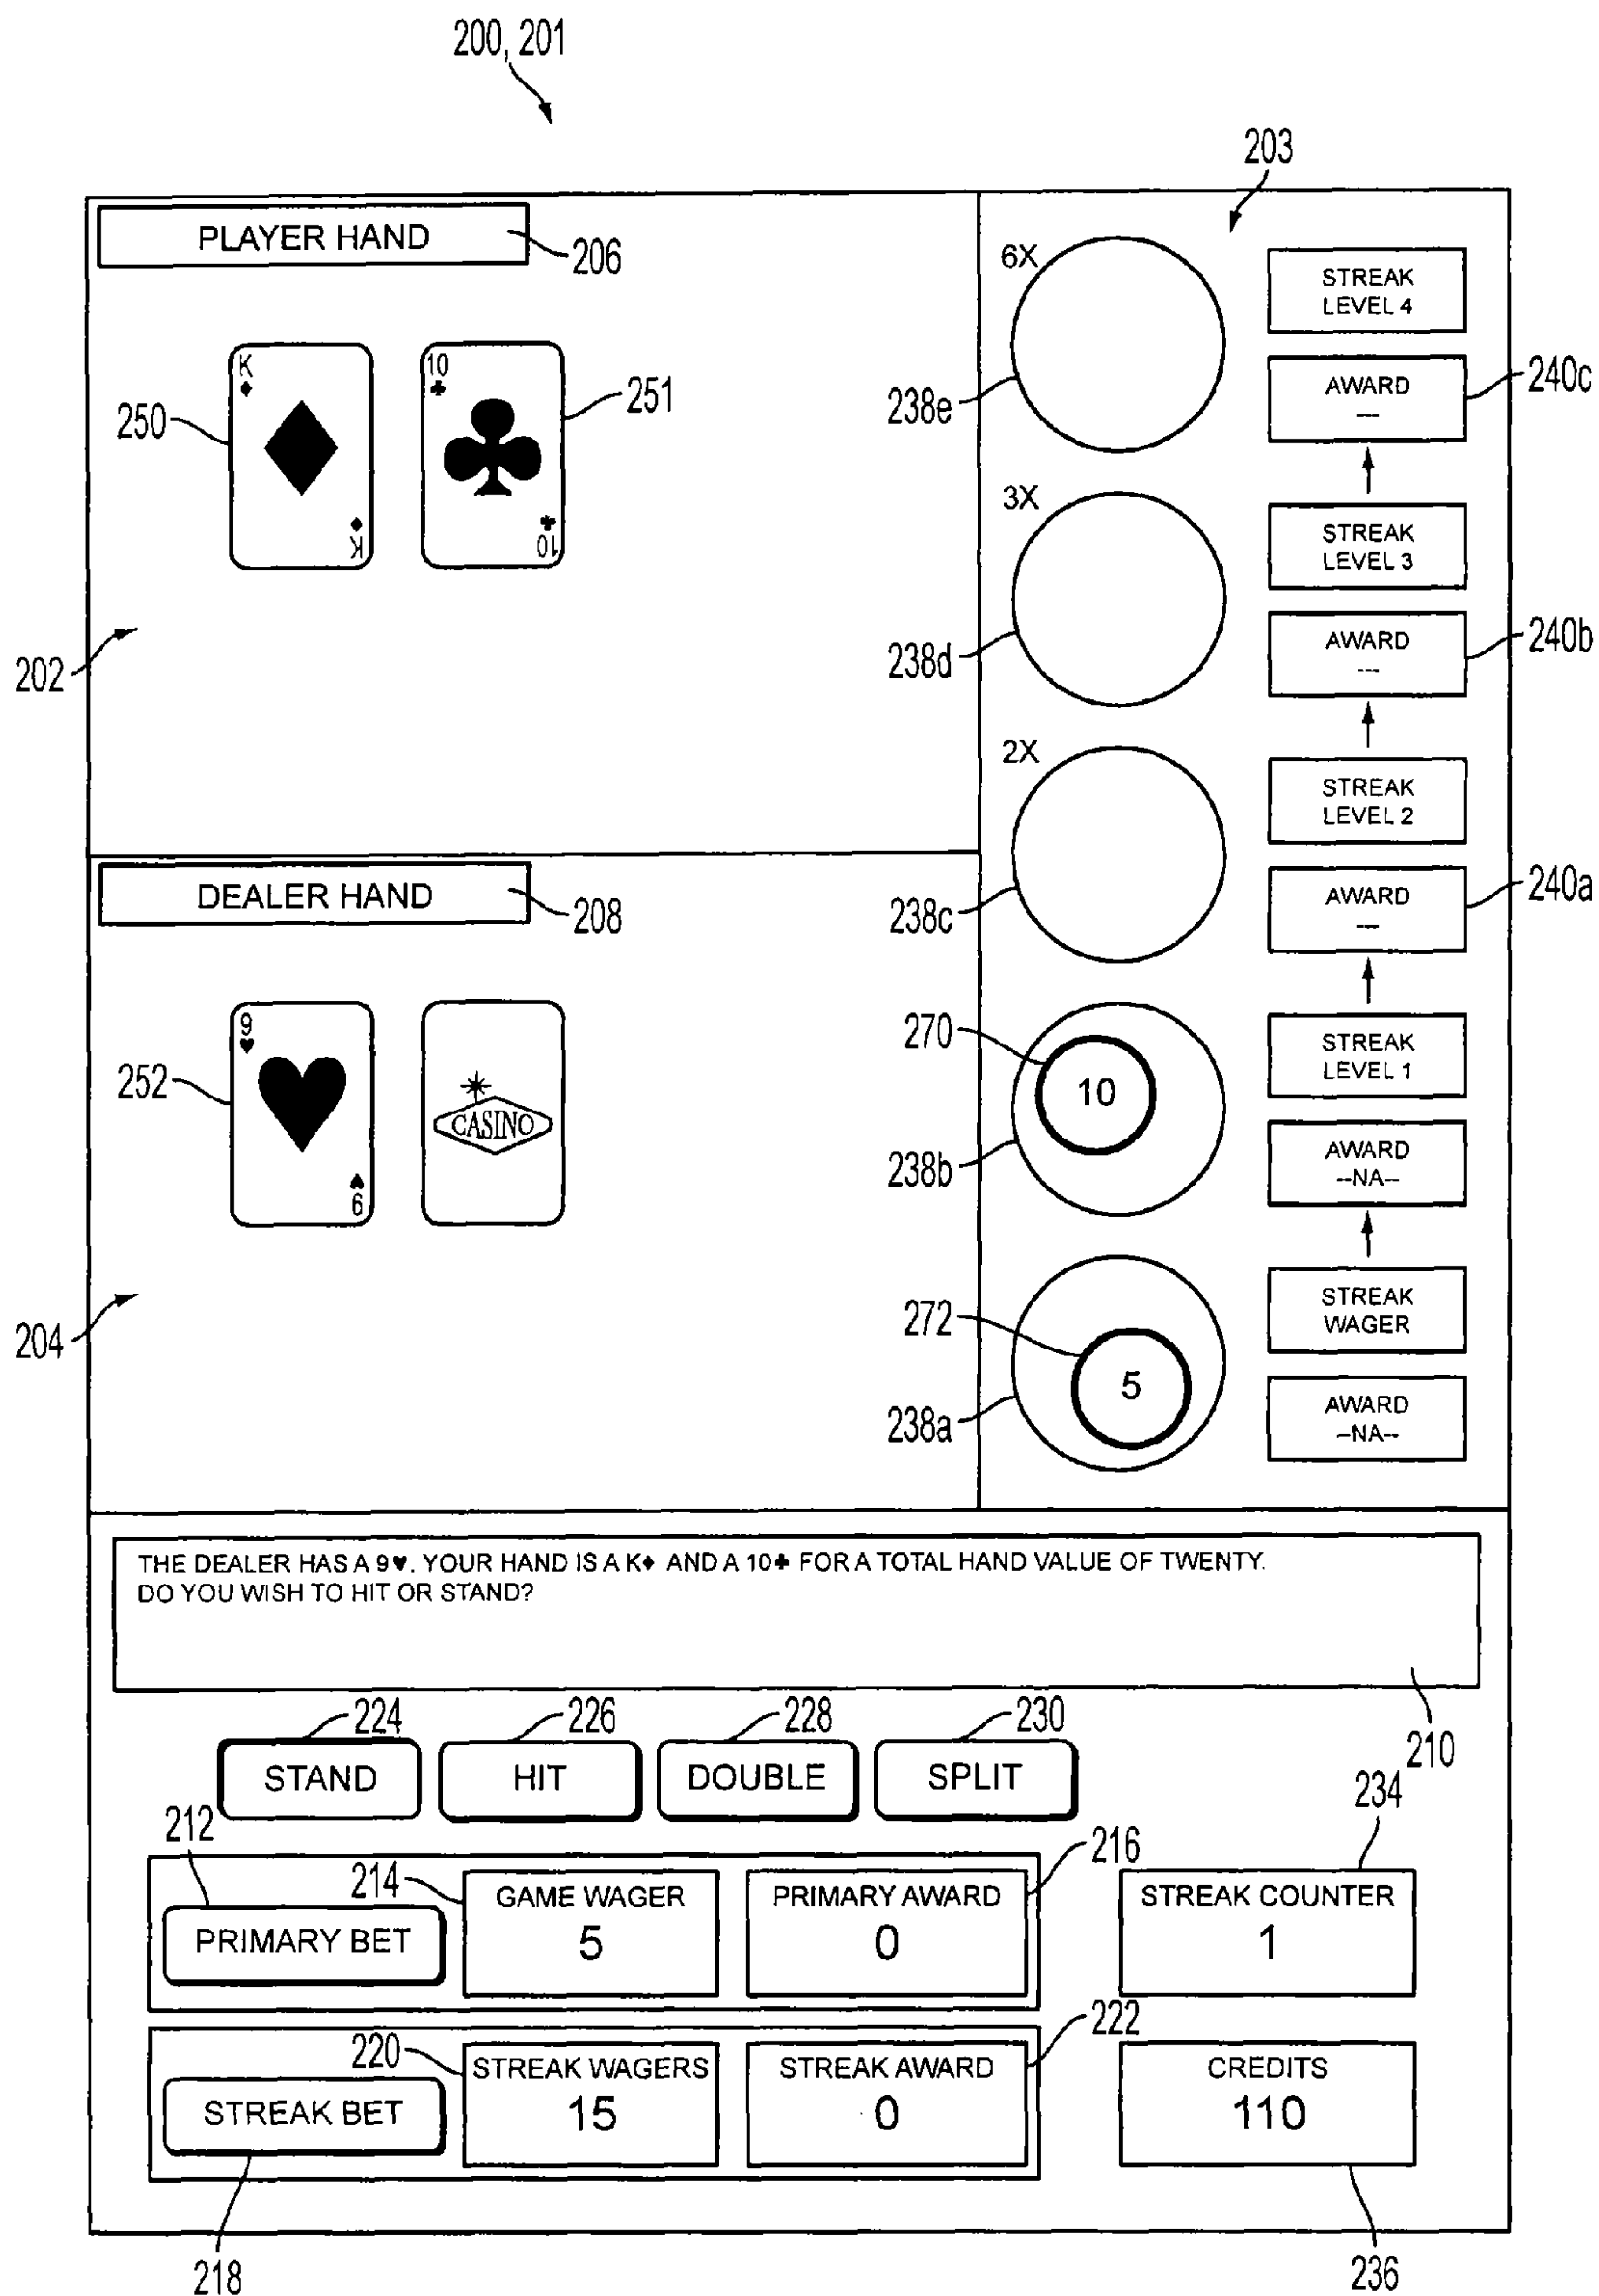 200, 201
203
PLAYER HAND
206
K♦
K♦
10♣
10♣
250
251
202
DEALER HAND
208
9♥
9♥
CASINO
252
204
6X
238e
STREAK
LEVEL 4
AWARD
---
240c
3X
238d
STREAK
LEVEL 3
AWARD
---
240b
2X
238c
STREAK
LEVEL 2
AWARD
---
240a
270
10
238b
STREAK
LEVEL 1
AWARD
--NA--
272
5
238a
STREAK
WAGER
AWARD
--NA--
THE DEALER HAS A 9♥. YOUR HAND IS A K♦ AND A 10♣ FOR A TOTAL HAND VALUE OF TWENTY.
DO YOU WISH TO HIT OR STAND?
210
224
226
228
230
STAND
HIT
DOUBLE
SPLIT
212
214
216
234
PRIMARY BET
GAME WAGER
5
PRIMARY AWARD
0
STREAK COUNTER
1
220
222
STREAK BET
STREAK WAGERS
15
STREAK AWARD
0
CREDITS
110
218
236